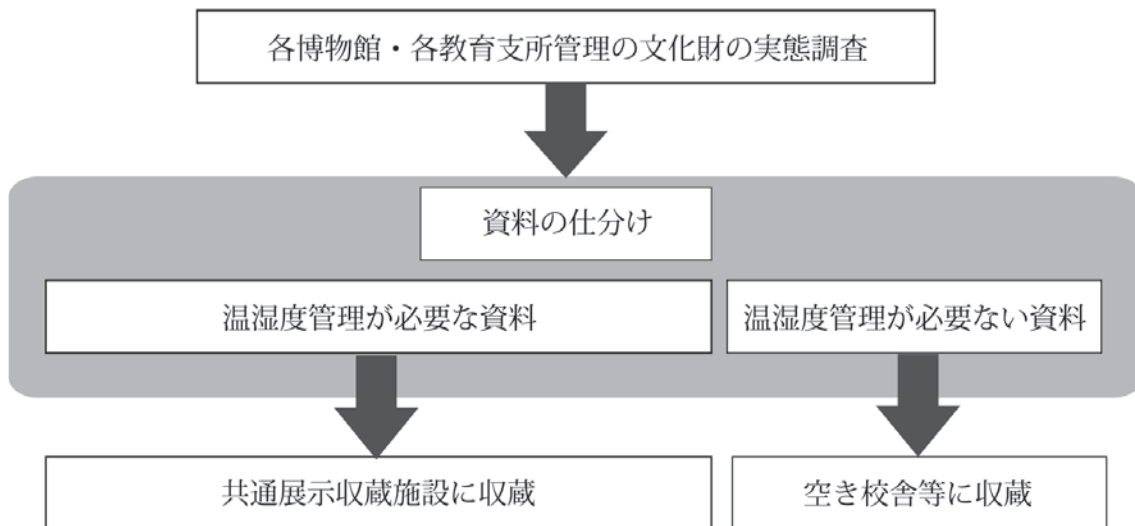 各博物館・各教育支所管理の文化財の実態調査
資料の仕分け
温湿度管理が必要な資料
温湿度管理が必要ない資料
共通展示収蔵施設に収蔵
空き校舎等に収蔵